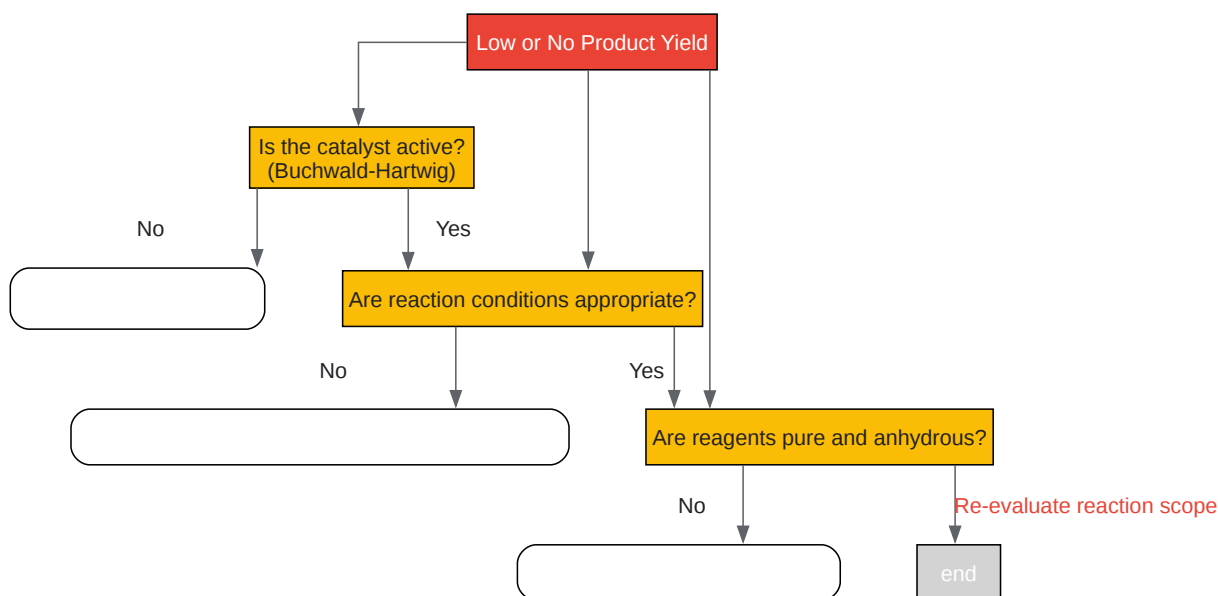 Low or No Product Yield
Is the catalyst active?
(Buchwald-Hartwig)
No
Yes
Are reaction conditions appropriate?
No
Yes
Are reagents pure and anhydrous?
No
Re-evaluate reaction scope
end